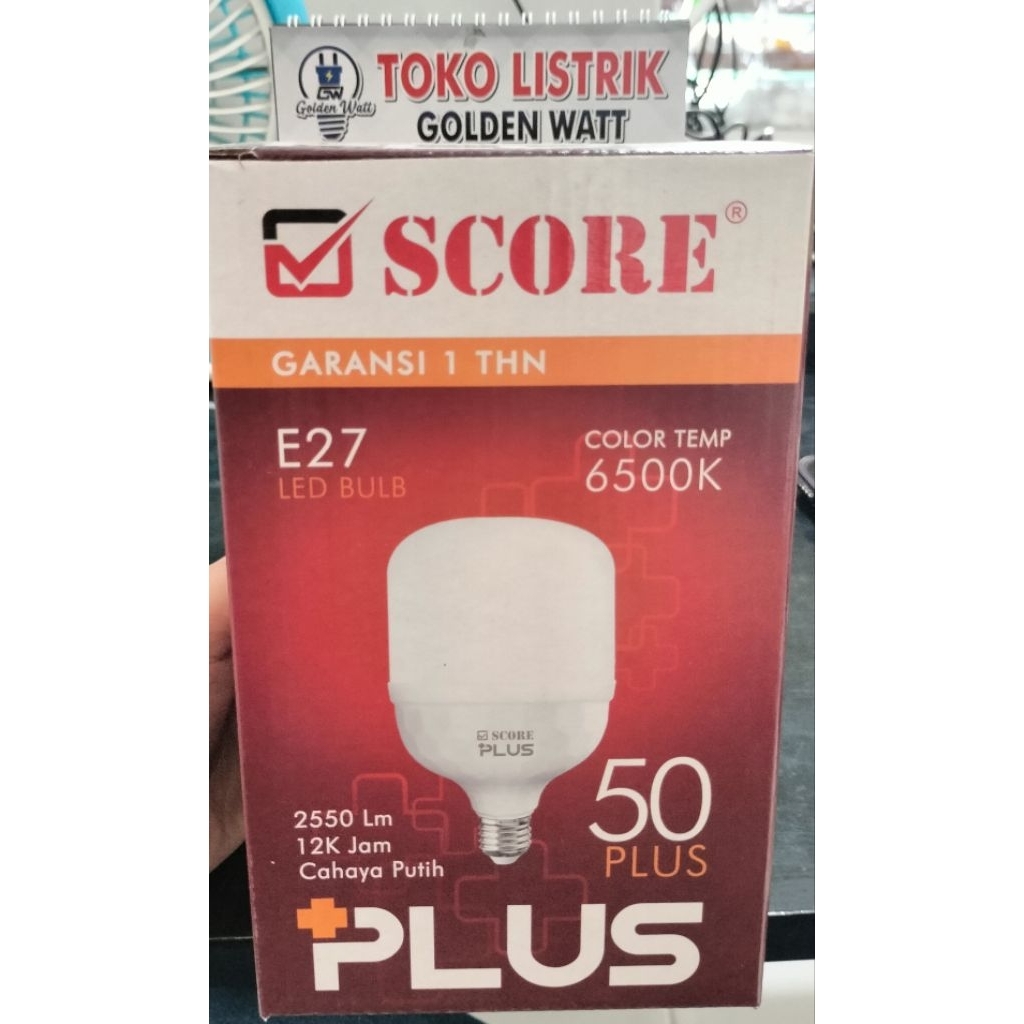 GW
Golden Watt
TOKO LISTRIK
GOLDEN WATT
SCORE®
GARANSI 1 THN
E27
LED BULB
COLOR TEMP
6500K
SCORE
PLUS
2550 Lm
12K Jam
Cahaya Putih
50
PLUS
PLUS